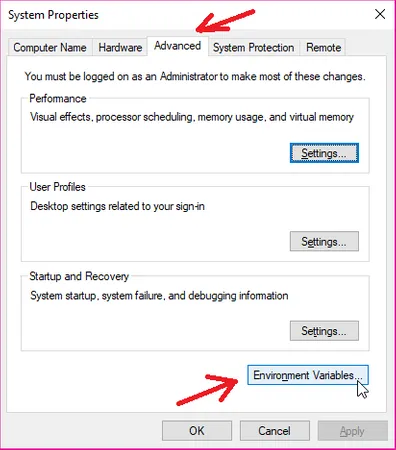 System Properties
Computer Name Hardware Advanced System Protection Remote
You must be logged on as an Administrator to make most of these changes.
Performance
Visual effects, processor scheduling, memory usage, and virtual memory
Settings...
User Profiles
Desktop settings related to your sign-in
Settings...
Startup and Recovery
System startup, system failure, and debugging information
Settings...
Environment Variables...
OK Cancel Apply